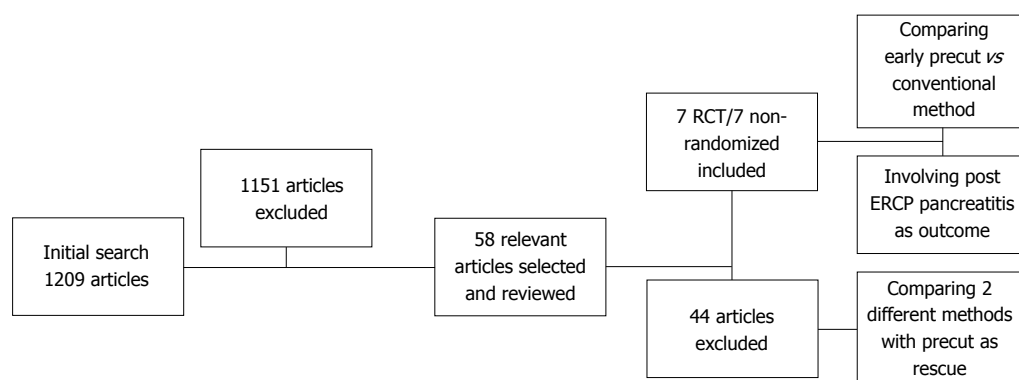 Initial search
1209 articles
1151 articles
excluded
58 relevant
articles selected
and reviewed
7 RCT/7 non-
randomized
included
44 articles
excluded
Comparing
early precut vs
conventional
method
Involving post
ERCP pancreatitis
as outcome
Comparing 2
different methods
with precut as
rescue